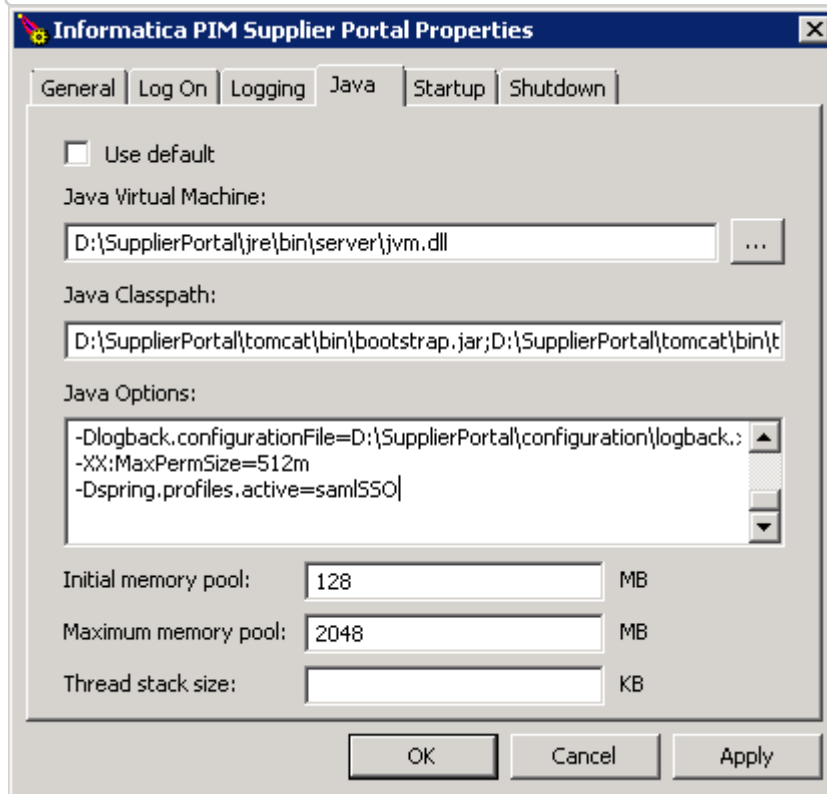 Informatica PIM Supplier Portal Properties
General Log On Logging Java Startup Shutdown
Use default
Java Virtual Machine:
D:\SupplierPortal\jre\bin\server\jvm.dll ...
Java Classpath:
D:\SupplierPortal\tomcat\bin\bootstrap.jar;D:\SupplierPortal\tomcat\bin\t
Java Options:
-Dlogback.configurationFile=D:\SupplierPortal\configuration\logback.
-XX:MaxPermSize=512m
-Dspring.profiles.active=samlSSO
Initial memory pool: 128 MB
Maximum memory pool: 2048 MB
Thread stack size: KB
OK Cancel Apply